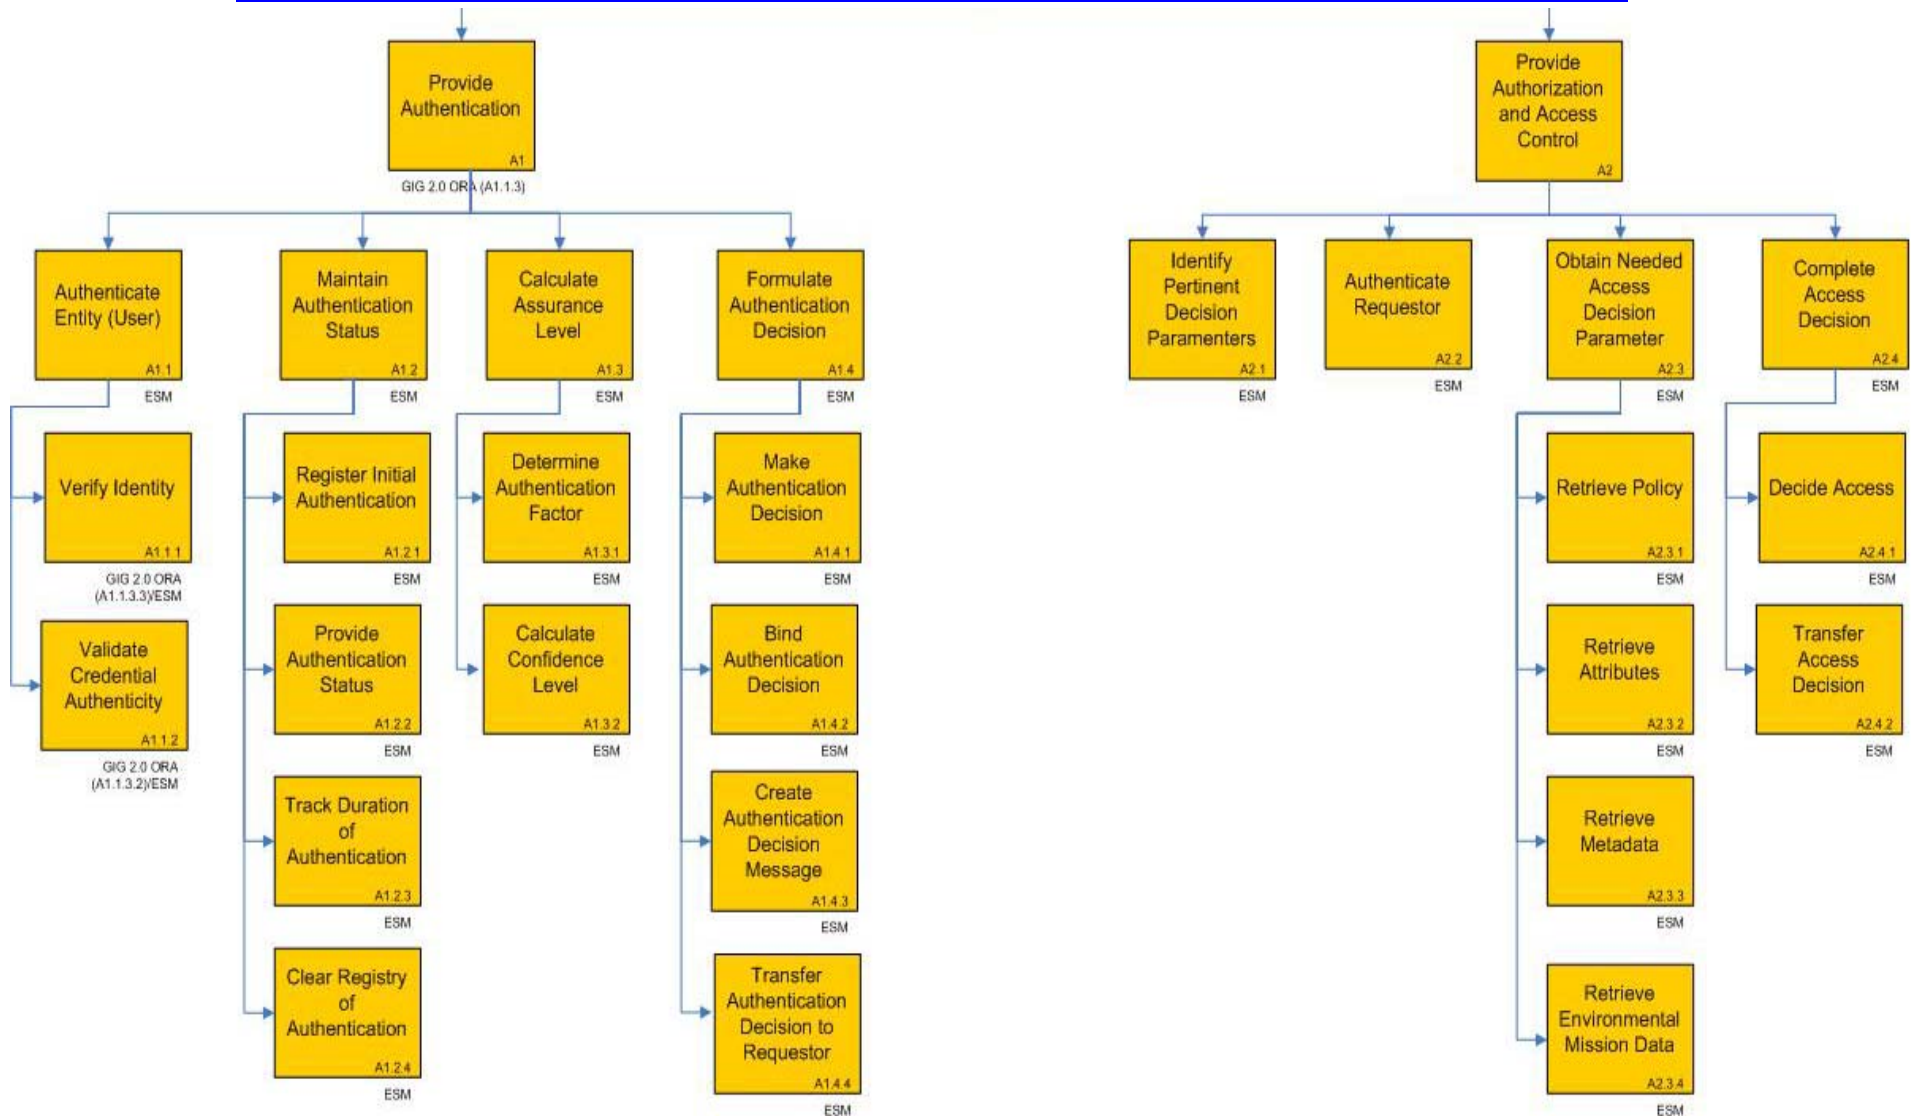 Provide
Authentication
A1
GIG 2.0 ORA (A1.1.3)
Provide
Authorization
and Access
Control
A2
Authenticate
Entity (User)
A1.1
ESM
Maintain
Authentication
Status
A1.2
ESM
Calculate
Assurance
Level
A1.3
ESM
Formulate
Authentication
Decision
A1.4
ESM
Identify
Pertinent
Decision
Paramenters
A2.1
ESM
Authenticate
Requestor
A2.2
ESM
Obtain Needed
Access
Decision
Parameter
A2.3
ESM
Complete
Access
Decision
A2.4
ESM
Verify Identity
A1.1.1
GIG 2.0 ORA
(A1.1.3.3)/ESM
Validate
Credential
Authenticity
A1.1.2
GIG 2.0 ORA
(A1.1.3.2)/ESM
Register Initial
Authentication
A1.2.1
ESM
Provide
Authentication
Status
A1.2.2
ESM
Track Duration
of
Authentication
A1.2.3
ESM
Clear Registry
of
Authentication
A1.2.4
ESM
Determine
Authentication
Factor
A1.3.1
ESM
Calculate
Confidence
Level
A1.3.2
ESM
Make
Authentication
Decision
A1.4.1
ESM
Bind
Authentication
Decision
A1.4.2
ESM
Create
Authentication
Decision
Message
A1.4.3
ESM
Transfer
Authentication
Decision to
Requestor
A1.4.4
ESM
Retrieve Policy
A2.3.1
ESM
Retrieve
Attributes
A2.3.2
ESM
Retrieve
Metadata
A2.3.3
ESM
Retrieve
Environmental
Mission Data
A2.3.4
ESM
Decide Access
A2.4.1
ESM
Transfer
Access
Decision
A2.4.2
ESM